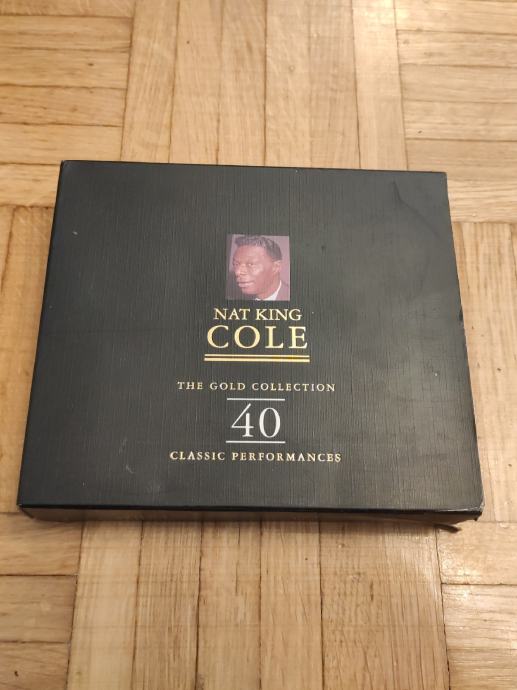 NAT KING
COLE
THE GOLD COLLECTION
40
CLASSIC PERFORMANCES